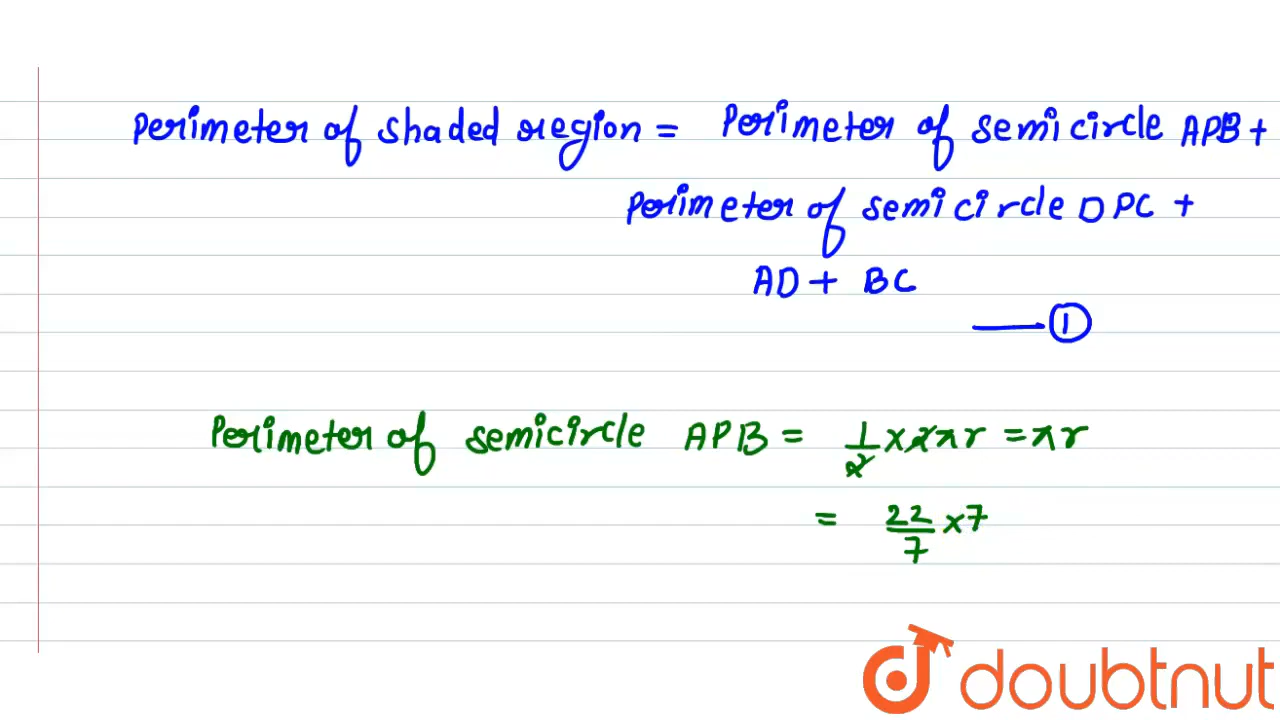 Perimeter of shaded region = Perimeter of semicircle APB +
Perimeter of semicircle DPC +
AD + BC
—— ①
Perimeter of semicircle APB = 1/2 × 2πr = πr
= 22/7 × 7
doubtnut